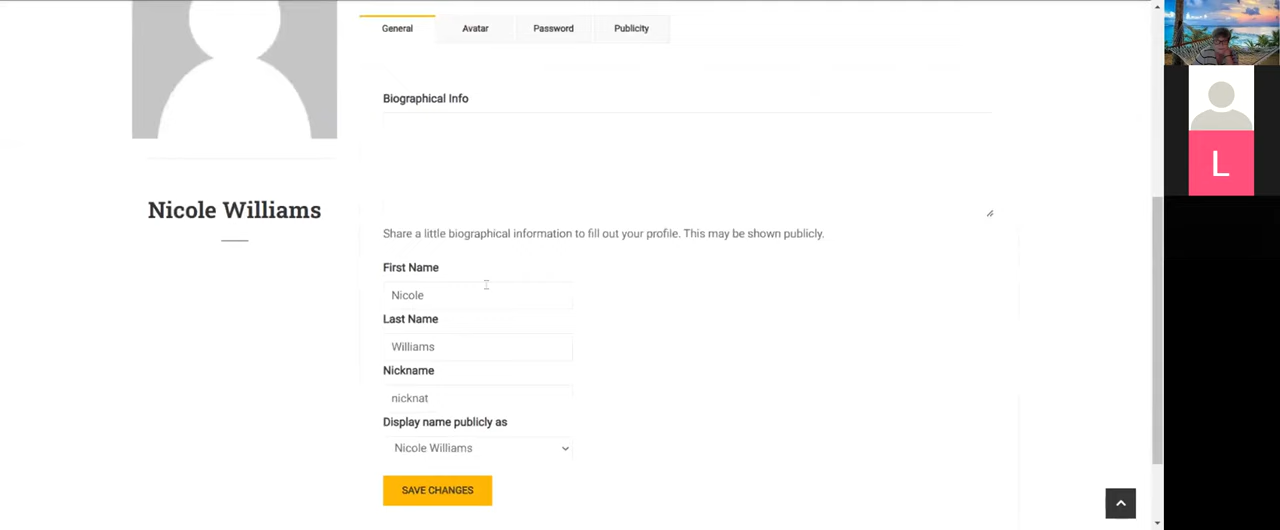 General
Avatar
Password
Publicity
Biographical Info
Nicole Williams
Share a little biographical information to fill out your profile. This may be shown publicly.
First Name
Nicole
Last Name
Williams
Nickname
nicknat
Display name publicly as
Nicole Williams
SAVE CHANGES
L